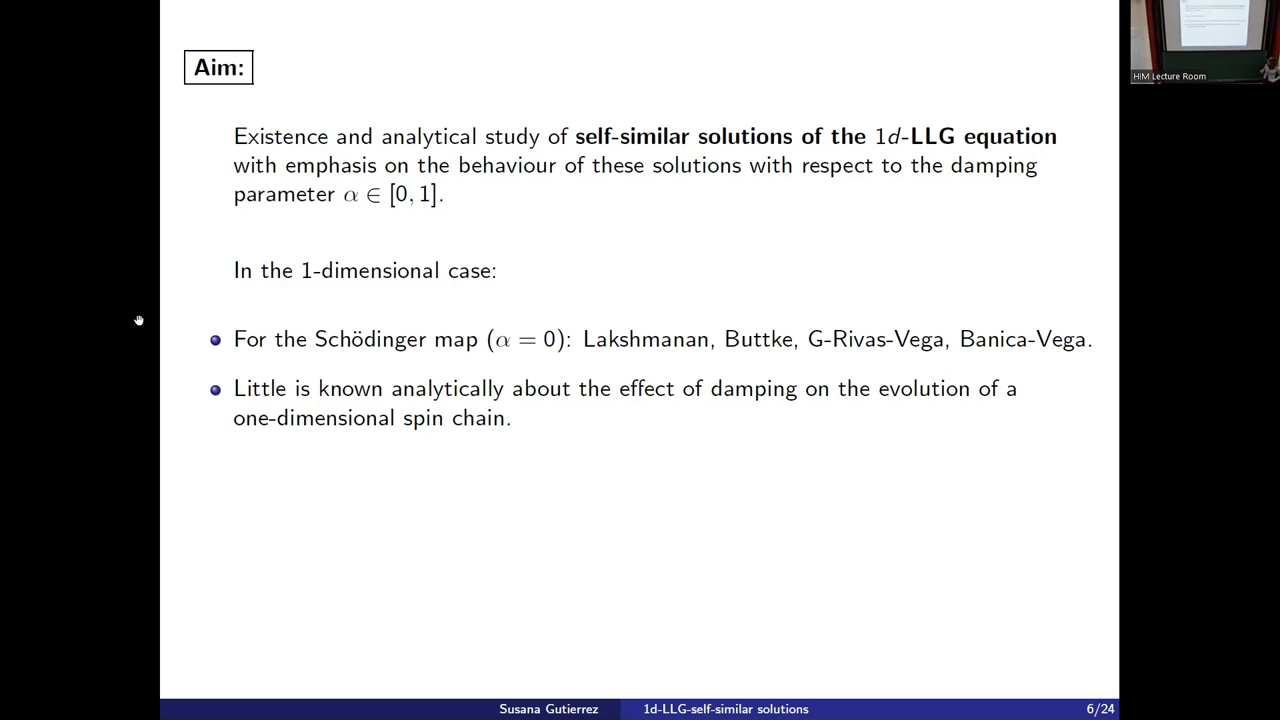 Aim:
Existence and analytical study of self-similar solutions of the 1d-LLG equation
with emphasis on the behaviour of these solutions with respect to the damping
parameter α ∈ [0, 1].
In the 1-dimensional case:
For the Schödinger map (α = 0): Lakshmanan, Buttke, G-Rivas-Vega, Banica-Vega.
Little is known analytically about the effect of damping on the evolution of a
one-dimensional spin chain.
Susana Gutierrez 1d-LLG-self-similar solutions 6/24
HIM Lecture Room